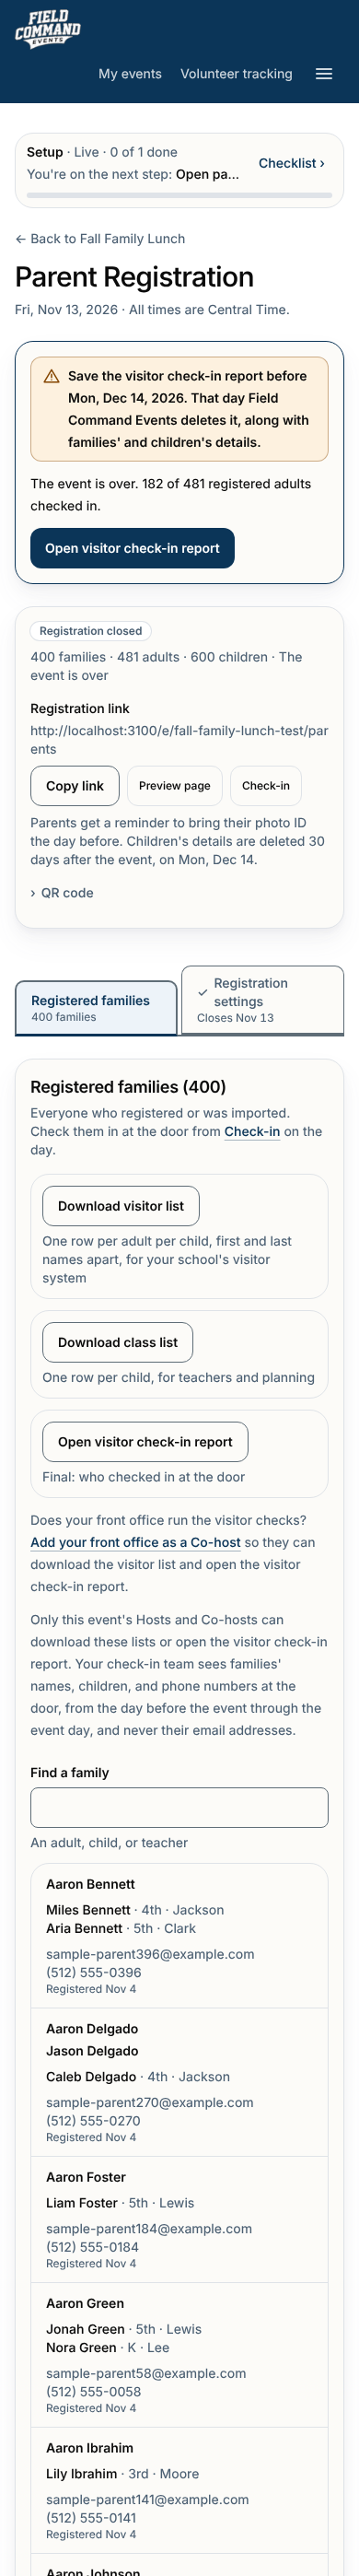 FIELD
COMMAND
EVENTS
My events Volunteer tracking
Setup · Live · 0 of 1 done
You're on the next step: Open pa...
Checklist ›
← Back to Fall Family Lunch
Parent Registration
Fri, Nov 13, 2026 · All times are Central Time.
Save the visitor check-in report before
Mon, Dec 14, 2026. That day Field
Command Events deletes it, along with
families' and children's details.
The event is over. 182 of 481 registered adults
checked in.
Open visitor check-in report
Registration closed
400 families · 481 adults · 600 children · The
event is over
Registration link
http://localhost:3100/e/fall-family-lunch-test/par
ents
Copy link Preview page Check-in
Parents get a reminder to bring their photo ID
the day before. Children's details are deleted 30
days after the event, on Mon, Dec 14.
› QR code
Registered families
400 families
✓ Registration
settings
Closes Nov 13
Registered families (400)
Everyone who registered or was imported.
Check them in at the door from Check-in on the
day.
Download visitor list
One row per adult per child, first and last
names apart, for your school's visitor
system
Download class list
One row per child, for teachers and planning
Open visitor check-in report
Final: who checked in at the door
Does your front office run the visitor checks?
Add your front office as a Co-host so they can
download the visitor list and open the visitor
check-in report.
Only this event's Hosts and Co-hosts can
download these lists or open the visitor check-in
report. Your check-in team sees families'
names, children, and phone numbers at the
door, from the day before the event through the
event day, and never their email addresses.
Find a family
An adult, child, or teacher
Aaron Bennett
Miles Bennett · 4th · Jackson
Aria Bennett · 5th · Clark
sample-parent396@example.com
(512) 555-0396
Registered Nov 4
Aaron Delgado
Jason Delgado
Caleb Delgado · 4th · Jackson
sample-parent270@example.com
(512) 555-0270
Registered Nov 4
Aaron Foster
Liam Foster · 5th · Lewis
sample-parent184@example.com
(512) 555-0184
Registered Nov 4
Aaron Green
Jonah Green · 5th · Lewis
Nora Green · K · Lee
sample-parent58@example.com
(512) 555-0058
Registered Nov 4
Aaron Ibrahim
Lily Ibrahim · 3rd · Moore
sample-parent141@example.com
(512) 555-0141
Registered Nov 4
Aaron Johnson